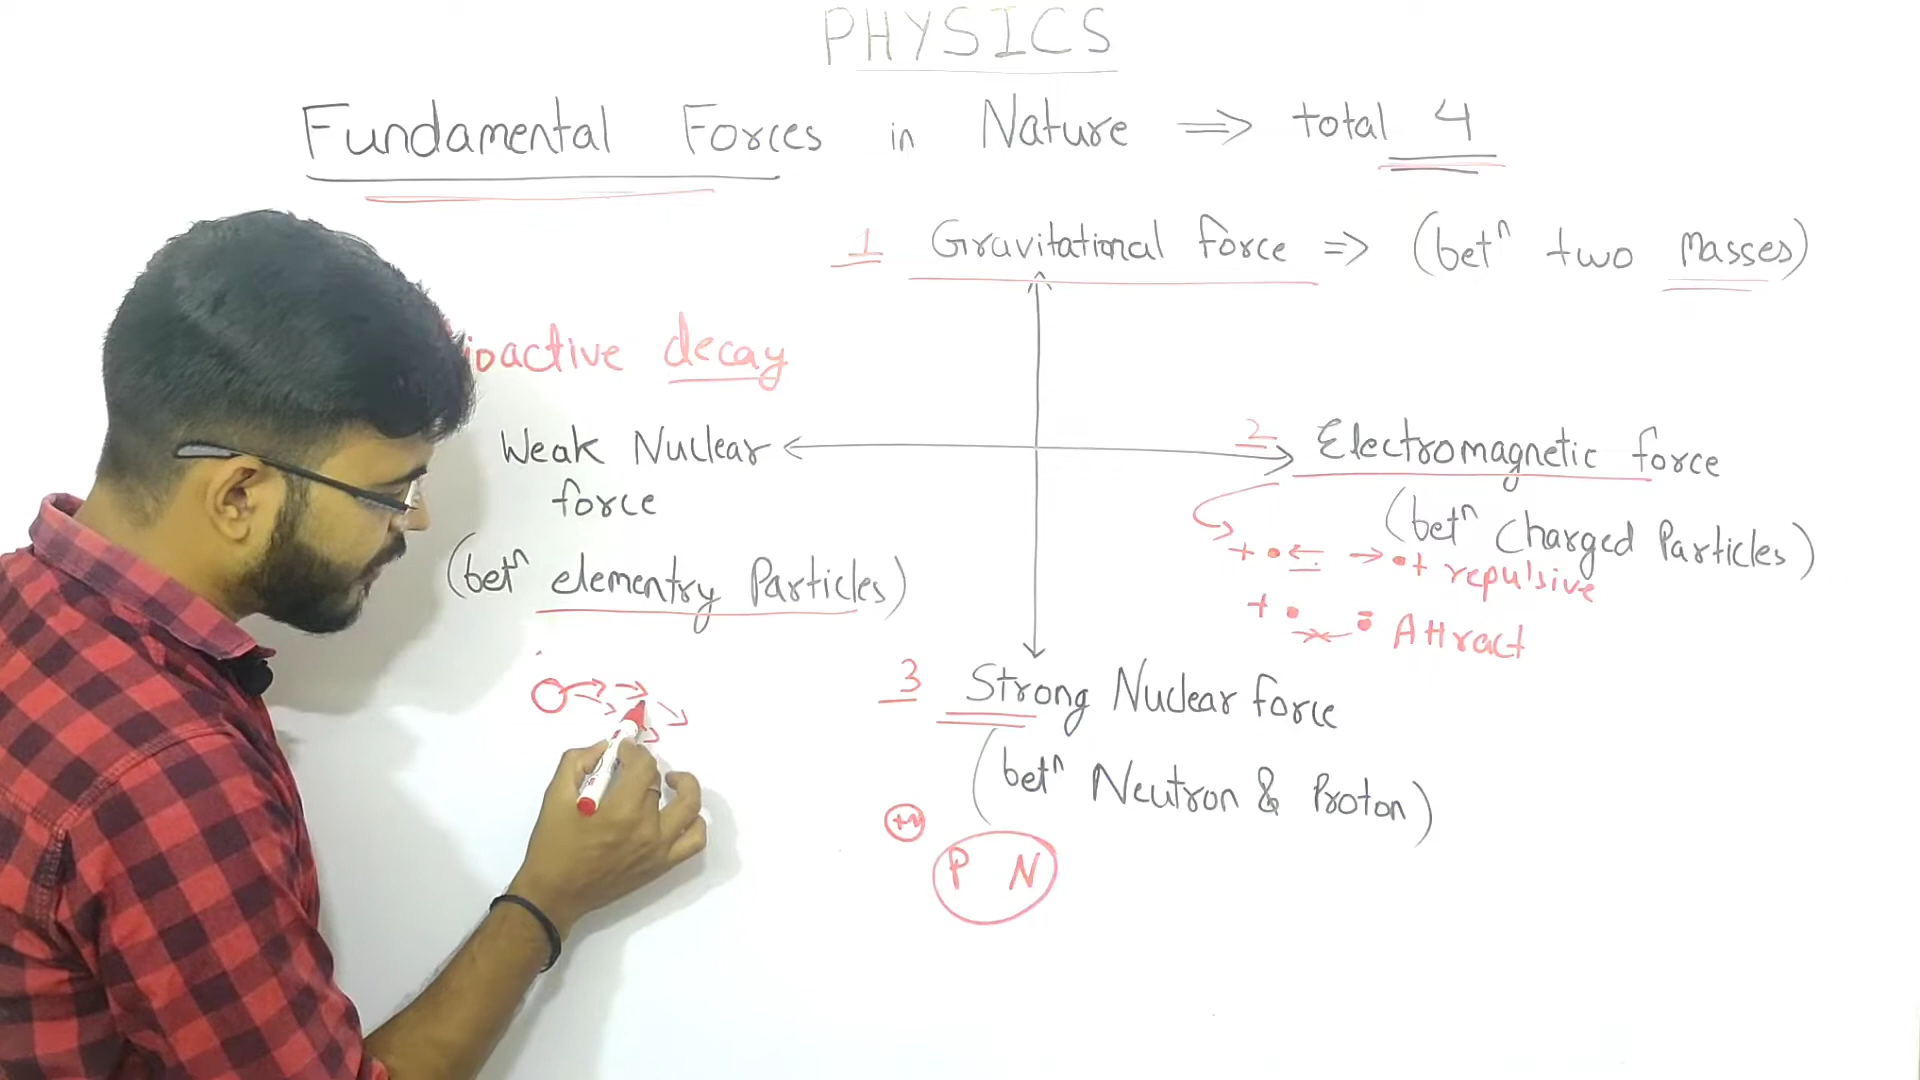 PHYSICS
Fundamental Forces in Nature => total 4
1 Gravitational force => (betⁿ two Masses)
ioactive decay
Weak Nuclear
force
(betⁿ elementry Particles)
2 Electromagnetic force
(betⁿ charged Particles)
+ • ← → • + repulsive
+ • • - Attract
3 Strong Nuclear force
(betⁿ Neutron & Proton)
P N